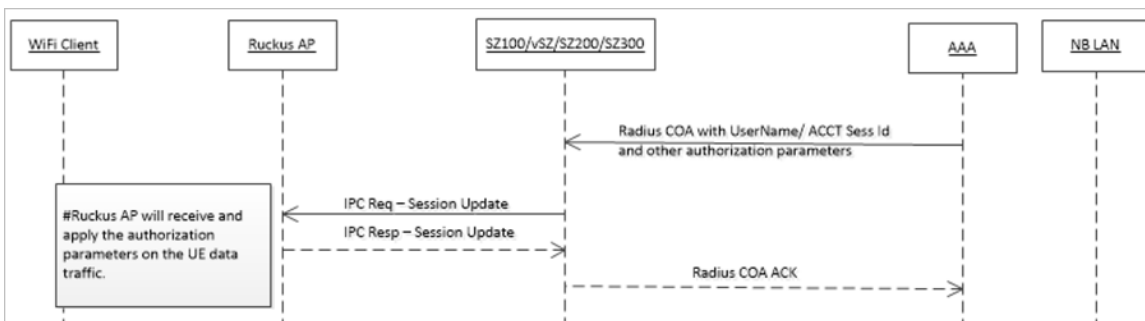 WiFi Client
Ruckus AP
SZ100/vSZ/SZ200/SZ300
AAA
NB LAN
Radius COA with UserName/ ACCT Sess Id
and other authorization parameters
#Ruckus AP will receive and
apply the authorization
parameters on the UE data
traffic.
IPC Req – Session Update
IPC Resp – Session Update
Radius COA ACK